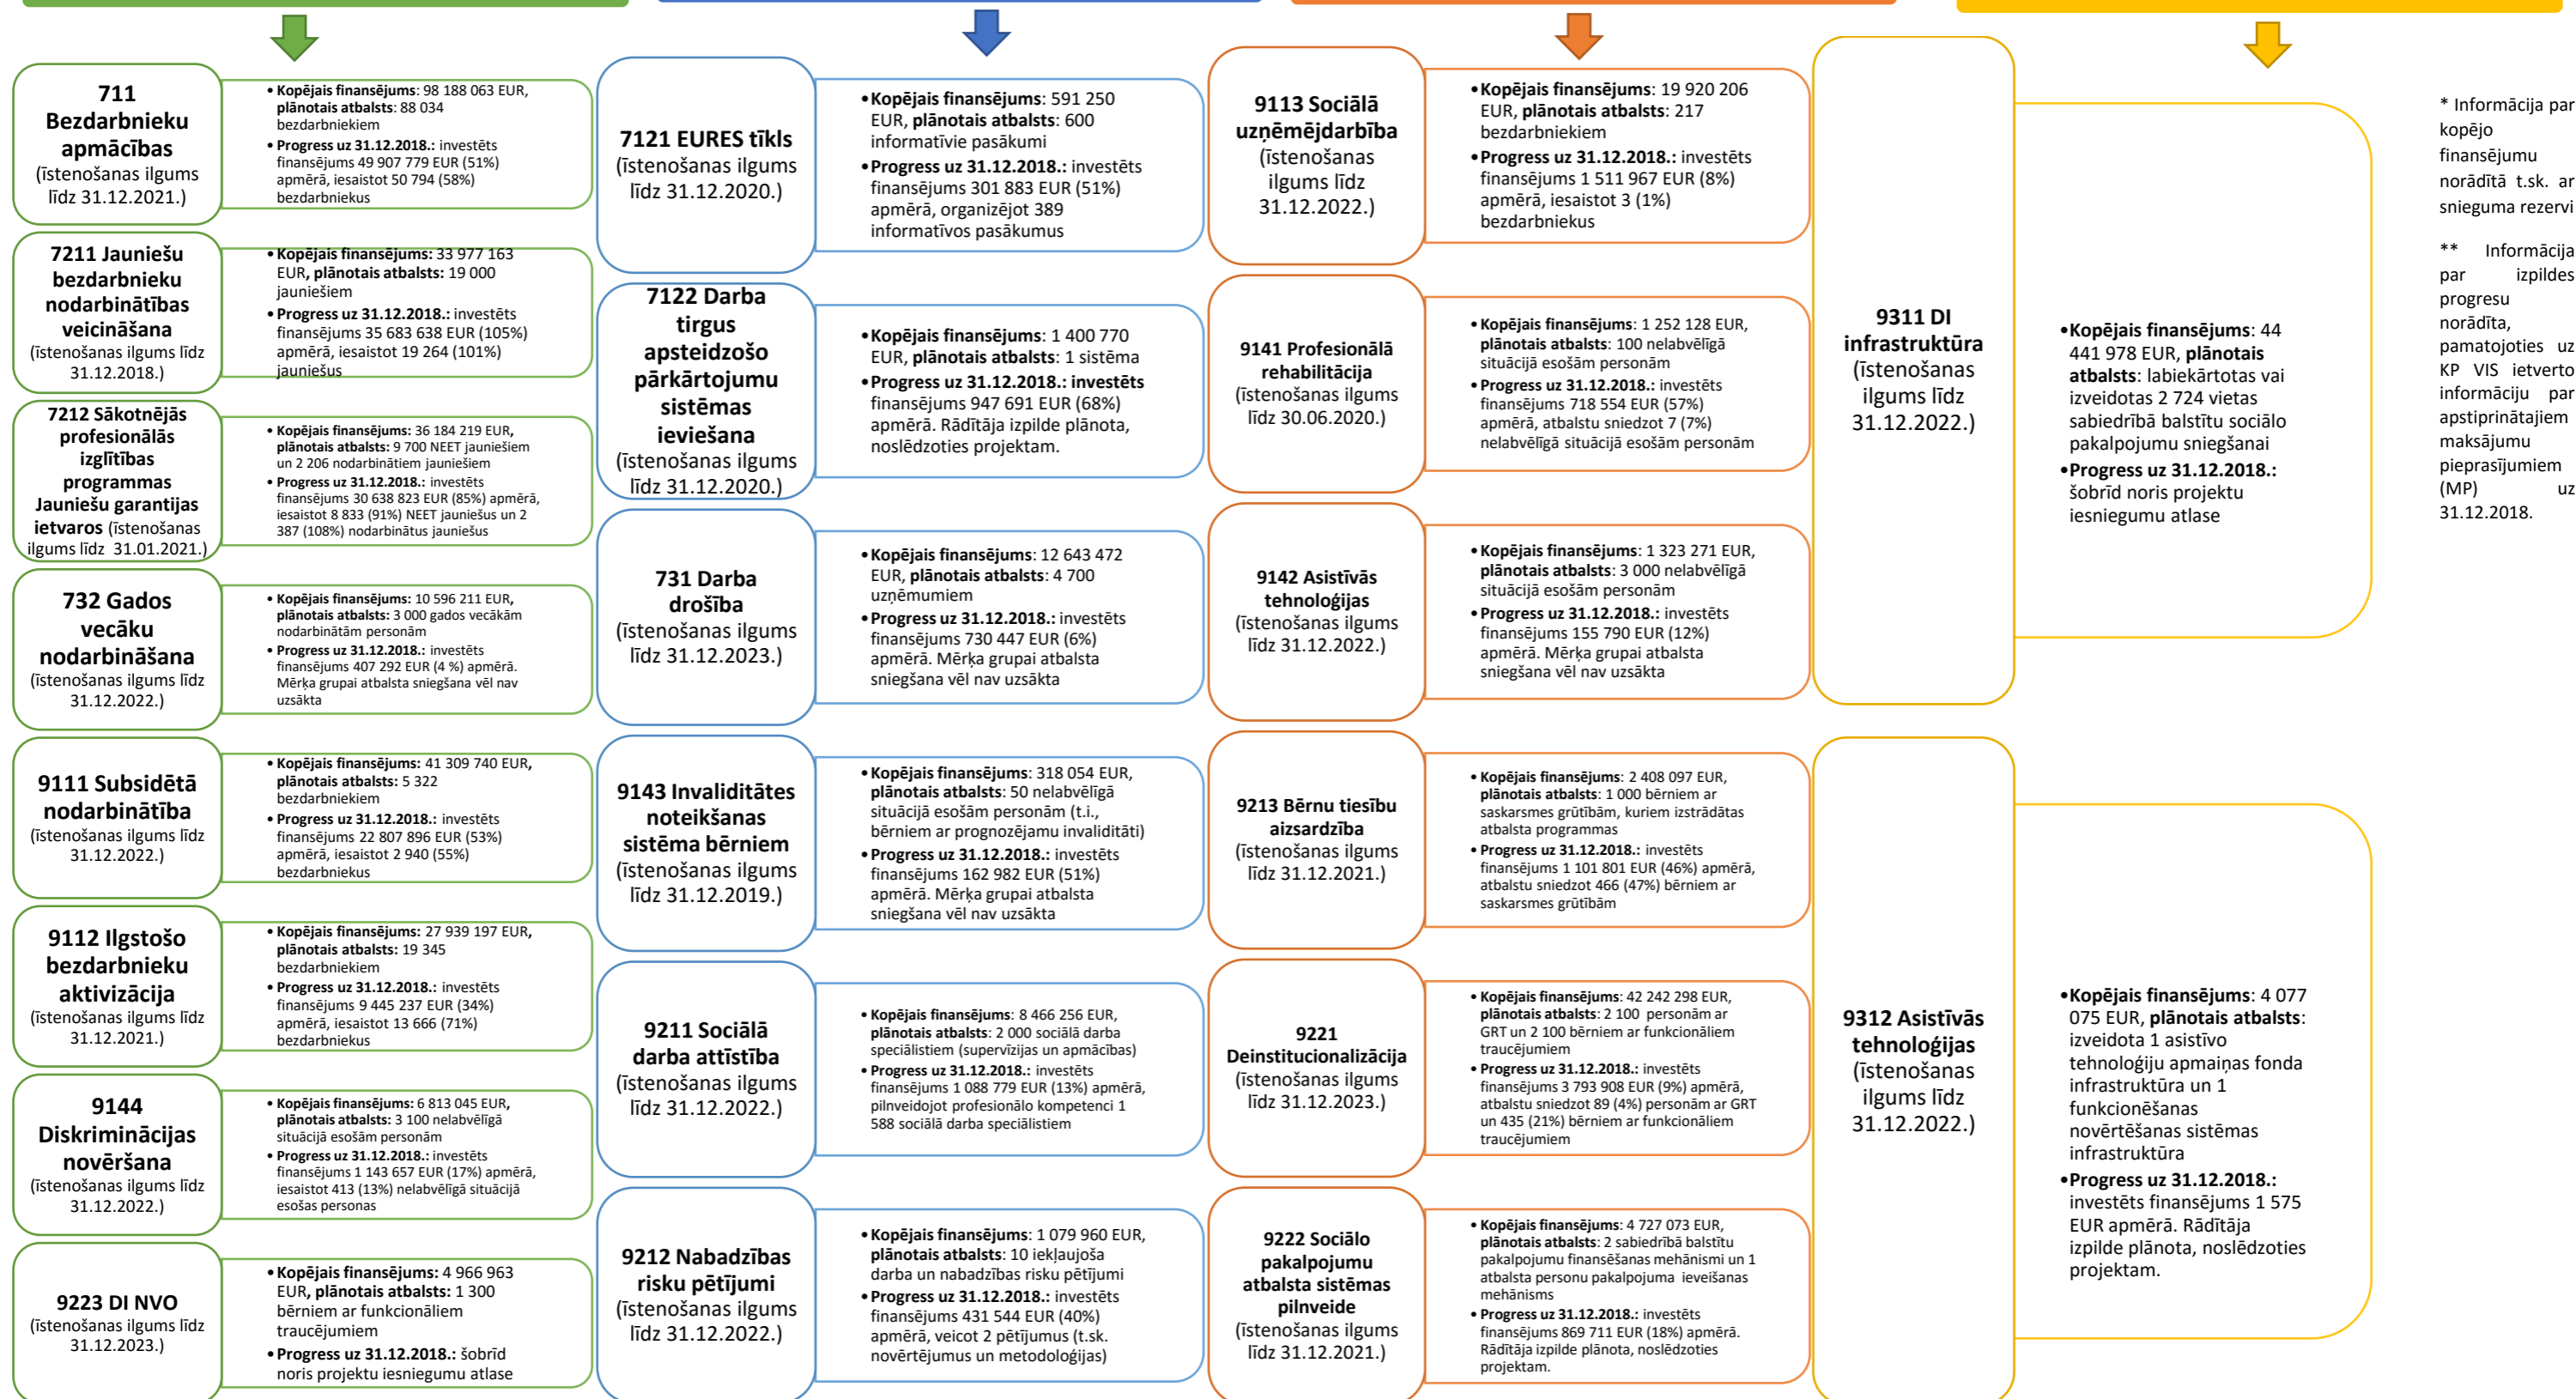 711
Bezdarbnieku
apmācības
(īstenošanas ilgums
līdz 31.12.2021.)
• Kopējais finansējums: 98 188 063 EUR,
plānotais atbalsts: 88 034
bezdarbniekiem
• Progress uz 31.12.2018.: investēts
finansējums 49 907 779 EUR (51%)
apmērā, iesaistot 50 794 (58%)
bezdarbniekus
7211 Jauniešu
bezdarbnieku
nodarbinātības
veicināšana
(īstenošanas ilgums līdz
31.12.2018.)
• Kopējais finansējums: 33 977 163
EUR, plānotais atbalsts: 19 000
jauniešiem
• Progress uz 31.12.2018.: investēts
finansējums 35 683 638 EUR (105%)
apmērā, iesaistot 19 264 (101%)
jauniešus
7212 Sākotnējās
profesionālās
izglītības
programmas
Jauniešu garantijas
ietvaros (īstenošanas
ilgums līdz 31.01.2021.)
• Kopējais finansējums: 36 184 219 EUR,
plānotais atbalsts: 9 700 NEET jauniešiem
un 2 206 nodarbinātiem jauniešiem
• Progress uz 31.12.2018.: investēts
finansējums 30 638 823 EUR (85%) apmērā,
iesaistot 8 833 (91%) NEET jauniešus un 2
387 (108%) nodarbinātus jauniešus
732 Gados
vecāku
nodarbināšana
(īstenošanas ilgums līdz
31.12.2022.)
• Kopējais finansējums: 10 596 211 EUR,
plānotais atbalsts: 3 000 gados vecākām
nodarbinātām personām
• Progress uz 31.12.2018.: investēts
finansējums 407 292 EUR (4 %) apmērā.
Mērķa grupai atbalsta sniegšana vēl nav
uzsākta
9111 Subsidētā
nodarbinātība
(īstenošanas ilgums līdz
31.12.2022.)
• Kopējais finansējums: 41 309 740 EUR,
plānotais atbalsts: 5 322
bezdarbniekiem
• Progress uz 31.12.2018.: investēts
finansējums 22 807 896 EUR (53%)
apmērā, iesaistot 2 940 (55%)
bezdarbniekus
9112 Ilgstošo
bezdarbnieku
aktivizācija
(īstenošanas ilgums līdz
31.12.2021.)
• Kopējais finansējums: 27 939 197 EUR,
plānotais atbalsts: 19 345
bezdarbniekiem
• Progress uz 31.12.2018.: investēts
finansējums 9 445 237 EUR (34%)
apmērā, iesaistot 13 666 (71%)
bezdarbniekus
9144
Diskriminācijas
novēršana
(īstenošanas ilgums līdz
31.12.2022.)
• Kopējais finansējums: 6 813 045 EUR,
plānotais atbalsts: 3 100 nelabvēlīgā
situācijā esošām personām
• Progress uz 31.12.2018.: investēts
finansējums 1 143 657 EUR (17%) apmērā,
iesaistot 413 (13%) nelabvēlīgā situācijā
esošas personas
9223 DI NVO
(īstenošanas ilgums līdz
31.12.2023.)
• Kopējais finansējums: 4 966 963
EUR, plānotais atbalsts: 1 300
bērniem ar funkcionāliem
traucējumiem
• Progress uz 31.12.2018.: šobrīd
noris projektu iesniegumu atlase
7121 EURES tīkls
(īstenošanas ilgums
līdz 31.12.2020.)
• Kopējais finansējums: 591 250
EUR, plānotais atbalsts: 600
informatīvie pasākumi
• Progress uz 31.12.2018.: investēts
finansējums 301 883 EUR (51%)
apmērā, organizējot 389
informatīvos pasākumus
7122 Darba
tirgus
apsteidzošo
pārkārtojumu
sistēmas
ieviešana
(īstenošanas ilgums
līdz 31.12.2020.)
• Kopējais finansējums: 1 400 770
EUR, plānotais atbalsts: 1 sistēma
• Progress uz 31.12.2018.: investēts
finansējums 947 691 EUR (68%)
apmērā. Rādītāja izpilde plānota,
noslēdzoties projektam.
731 Darba
drošība
(īstenošanas ilgums
līdz 31.12.2023.)
• Kopējais finansējums: 12 643 472
EUR, plānotais atbalsts: 4 700
uzņēmumiem
• Progress uz 31.12.2018.: investēts
finansējums 730 447 EUR (6%)
apmērā. Mērķa grupai atbalsta
sniegšana vēl nav uzsākta
9143 Invaliditātes
noteikšanas
sistēma bērniem
(īstenošanas ilgums
līdz 31.12.2019.)
• Kopējais finansējums: 318 054 EUR,
plānotais atbalsts: 50 nelabvēlīgā
situācijā esošām personām (t.i.,
bērniem ar prognozējamu invaliditāti)
• Progress uz 31.12.2018.: investēts
finansējums 162 982 EUR (51%)
apmērā. Mērķa grupai atbalsta
sniegšana vēl nav uzsākta
9211 Sociālā
darba attīstība
(īstenošanas ilgums
līdz 31.12.2022.)
• Kopējais finansējums: 8 466 256 EUR,
plānotais atbalsts: 2 000 sociālā darba
speciālistiem (supervīzijas un apmācības)
• Progress uz 31.12.2018.: investēts
finansējums 1 088 779 EUR (13%) apmērā,
pilnveidojot profesionālo kompetenci 1
588 sociālā darba speciālistiem
9212 Nabadzības
risku pētījumi
(īstenošanas ilgums
līdz 31.12.2022.)
• Kopējais finansējums: 1 079 960 EUR,
plānotais atbalsts: 10 iekļaujoša
darba un nabadzības risku pētījumi
• Progress uz 31.12.2018.: investēts
finansējums 431 544 EUR (40%)
apmērā, veicot 2 pētījumus (t.sk.
novērtējumus un metodoloģijas)
9113 Sociālā
uzņēmējdarbība
(īstenošanas
ilgums līdz
31.12.2022.)
• Kopējais finansējums: 19 920 206
EUR, plānotais atbalsts: 217
bezdarbniekiem
• Progress uz 31.12.2018.: investēts
finansējums 1 511 967 EUR (8%)
apmērā, iesaistot 3 (1%)
bezdarbniekus
9141 Profesionālā
rehabilitācija
(īstenošanas ilgums
līdz 30.06.2020.)
• Kopējais finansējums: 1 252 128 EUR,
plānotais atbalsts: 100 nelabvēlīgā
situācijā esošām personām
• Progress uz 31.12.2018.: investēts
finansējums 718 554 EUR (57%)
apmērā, atbalstu sniedzot 7 (7%)
nelabvēlīgā situācijā esošām personām
9142 Asistīvās
tehnoloģijas
(īstenošanas ilgums
līdz 31.12.2022.)
• Kopējais finansējums: 1 323 271 EUR,
plānotais atbalsts: 3 000 nelabvēlīgā
situācijā esošām personām
• Progress uz 31.12.2018.: investēts
finansējums 155 790 EUR (12%)
apmērā. Mērķa grupai atbalsta
sniegšana vēl nav uzsākta
9213 Bērnu tiesību
aizsardzība
(īstenošanas ilgums
līdz 31.12.2021.)
• Kopējais finansējums: 2 408 097 EUR,
plānotais atbalsts: 1 000 bērniem ar
saskarsmes grūtībām, kuriem izstrādātas
atbalsta programmas
• Progress uz 31.12.2018.: investēts
finansējums 1 101 801 EUR (46%) apmērā,
atbalstu sniedzot 466 (47%) bērniem ar
saskarsmes grūtībām
9221
Deinstitucionalizācija
(īstenošanas ilgums
līdz 31.12.2023.)
• Kopējais finansējums: 42 242 298 EUR,
plānotais atbalsts: 2 100 personām ar
GRT un 2 100 bērniem ar funkcionāliem
traucējumiem
• Progress uz 31.12.2018.: investēts
finansējums 3 793 908 EUR (9%) apmērā,
atbalstu sniedzot 89 (4%) personām ar GRT
un 435 (21%) bērniem ar funkcionāliem
traucējumiem
9222 Sociālo
pakalpojumu
atbalsta sistēmas
pilnveide
(īstenošanas ilgums
līdz 31.12.2021.)
• Kopējais finansējums: 4 727 073 EUR,
plānotais atbalsts: 2 sabiedrībā balstītu
pakalpojumu finansēšanas mehānismi un 1
atbalsta personu pakalpojuma ieveišanas
mehānisms
• Progress uz 31.12.2018.: investēts
finansējums 869 711 EUR (18%) apmērā.
Rādītāja izpilde plānota, noslēdzoties
projektam.
9311 DI
infrastruktūra
(īstenošanas
ilgums līdz
31.12.2022.)
• Kopējais finansējums: 44
441 978 EUR, plānotais
atbalsts: labiekārtotas vai
izveidotas 2 724 vietas
sabiedrībā balstītu sociālo
pakalpojumu sniegšanai
• Progress uz 31.12.2018.:
šobrīd noris projektu
iesniegumu atlase
9312 Asistīvās
tehnoloģijas
(īstenošanas
ilgums līdz
31.12.2022.)
• Kopējais finansējums: 4 077
075 EUR, plānotais atbalsts:
izveidota 1 asistīvo
tehnoloģiju apmaiņas fonda
infrastruktūra un 1
funkcionēšanas
novērtēšanas sistēmas
infrastruktūra
• Progress uz 31.12.2018.:
investēts finansējums 1 575
EUR apmērā. Rādītāja
izpilde plānota, noslēdzoties
projektam.
* Informācija par
kopējo
finansējumu
norādītā t.sk. ar
snieguma rezervi
** Informācija
par izpildes
progresu
norādīta,
pamatojoties uz
KP VIS ietverto
informāciju par
apstiprinātajiem
maksājumu
pieprasījumiem
(MP) uz
31.12.2018.